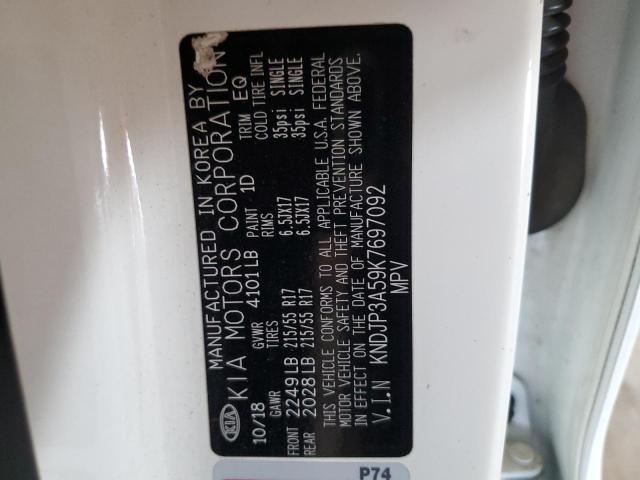 MANUFACTURED IN KOREA BY
KIA KIA MOTORS CORPORATION
10/18 GVWR 4101LB PAINT 1D TRIM EQ
GAWR TIRES RIMS COLD TIRE INFL
FRONT 2249LB 215/55 R17 6.5JX17 35psi SINGLE
REAR 2028LB 215/55 R17 6.5JX17 35psi SINGLE
THIS VEHICLE CONFORMS TO ALL APPLICABLE U.S.A. FEDERAL
MOTOR VEHICLE SAFETY AND THEFT PREVENTION STANDARDS
IN EFFECT ON THE DATE OF MANUFACTURE SHOWN ABOVE.
V.I.N KNDJP3A59K7697092
MPV
P74